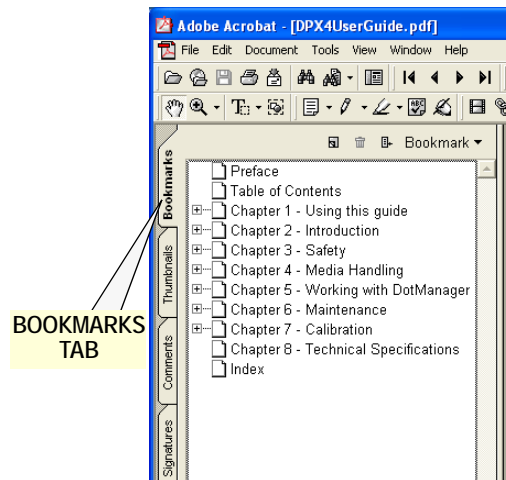 Adobe Acrobat - [DPX4UserGuide.pdf]
File Edit Document Tools View Window Help
Bookmark
Bookmarks
Thumbnails
Comments
Signatures
Preface
Table of Contents
Chapter 1 - Using this guide
Chapter 2 - Introduction
Chapter 3 - Safety
Chapter 4 - Media Handling
Chapter 5 - Working with DotManager
Chapter 6 - Maintenance
Chapter 7 - Calibration
Chapter 8 - Technical Specifications
Index
BOOKMARKS
TAB